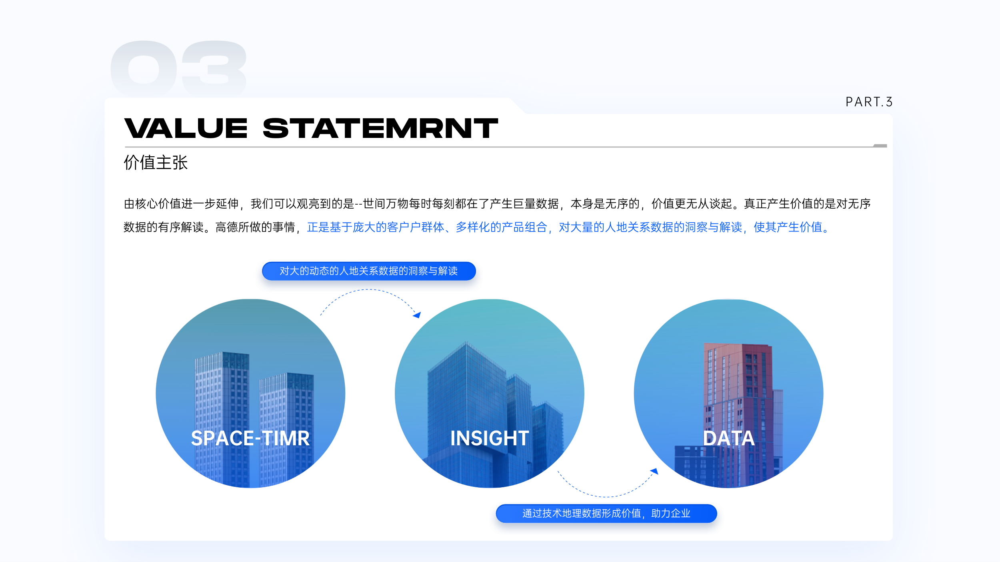 03
PART.3
VALUE STATEMRNT
价值主张
由核心价值进一步延伸，我们可以观亮到的是--世间万物每时每刻都在了产生巨量数据，本身是无序的，价值更无从谈起。真正产生价值的是对无序
数据的有序解读。高德所做的事情，正是基于庞大的客户户群体、多样化的产品组合，对大量的人地关系数据的洞察与解读，使其产生价值。
对大的动态的人地关系数据的洞察与解读
SPACE-TIMR
INSIGHT
DATA
通过技术地理数据形成价值，助力企业